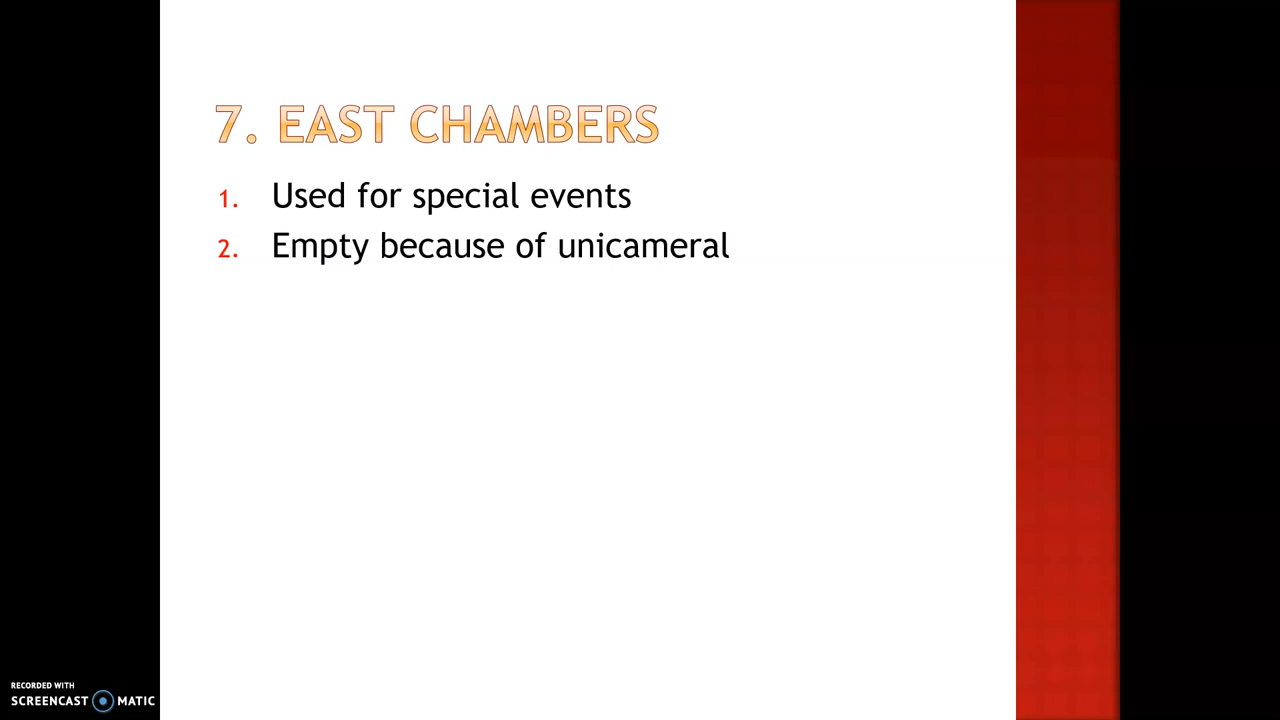 7. EAST CHAMBERS
1. Used for special events
2. Empty because of unicameral
RECORDED WITH
SCREENCAST MATIC